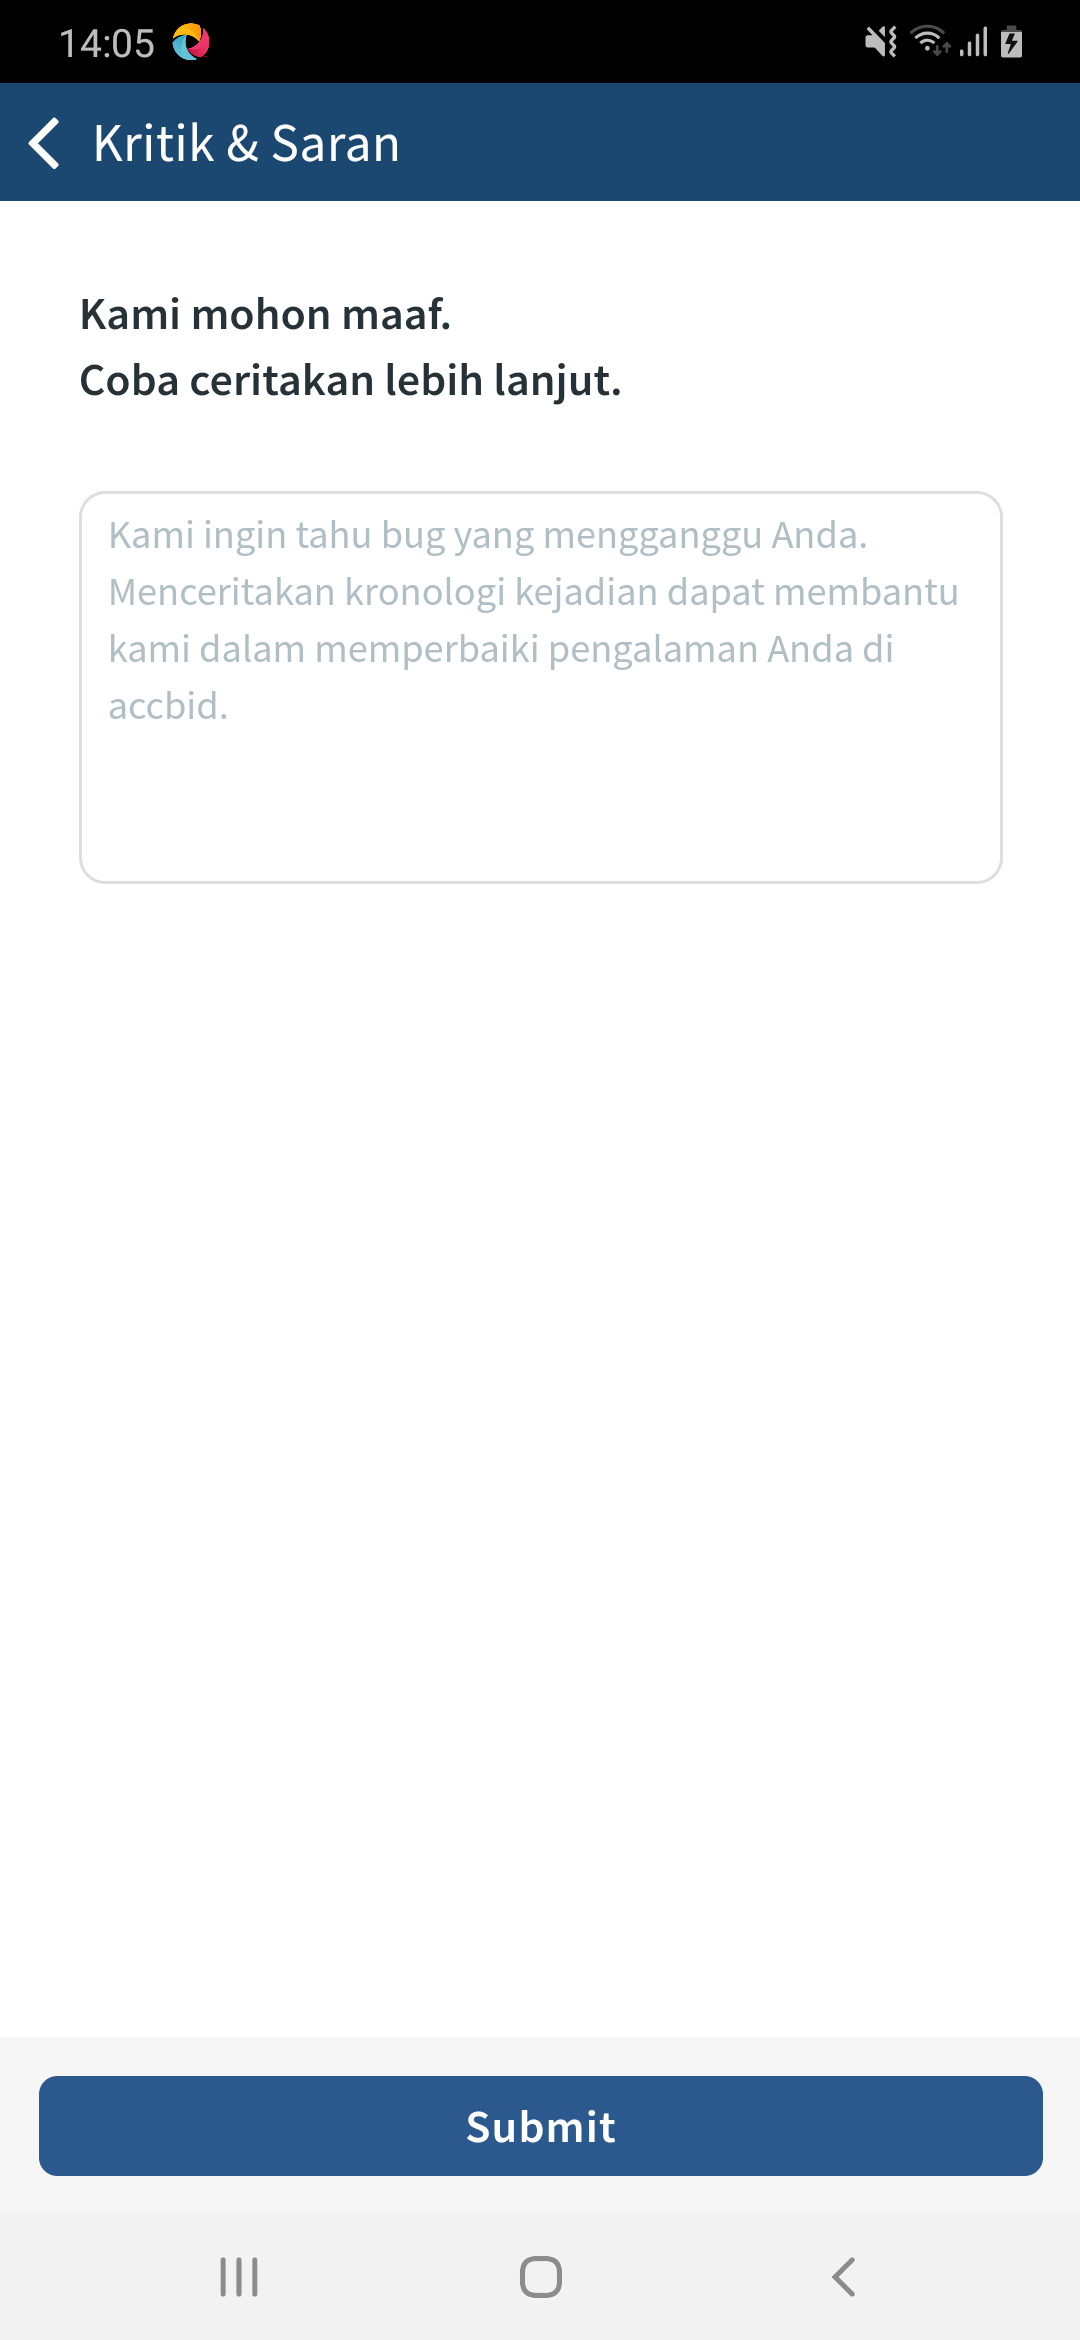 14:05
Kritik & Saran
Kami mohon maaf.
Coba ceritakan lebih lanjut.
Kami ingin tahu bug yang mengganggu Anda.
Menceritakan kronologi kejadian dapat membantu
kami dalam memperbaiki pengalaman Anda di
accbid.
Submit